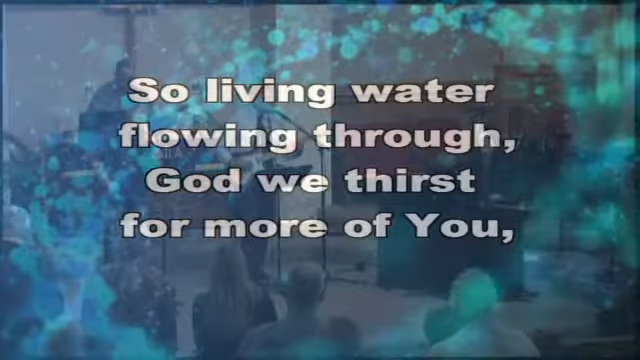 So living water
flowing through,
God we thirst
for more of You,